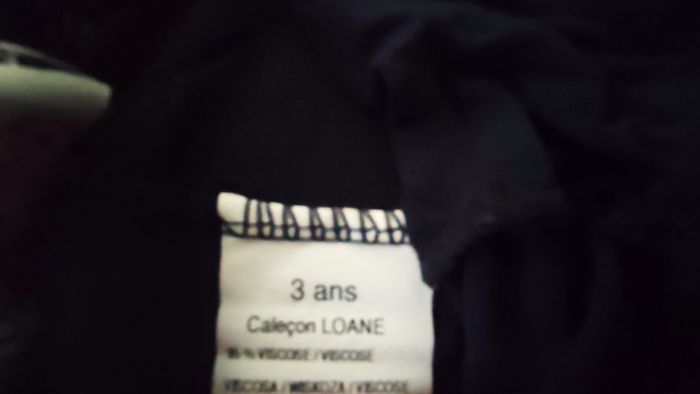 3 ans
Caleçon LOANE
95 % VISCOSE / VISCOSE
VISCOSA / WISKOZA / VISCOSE